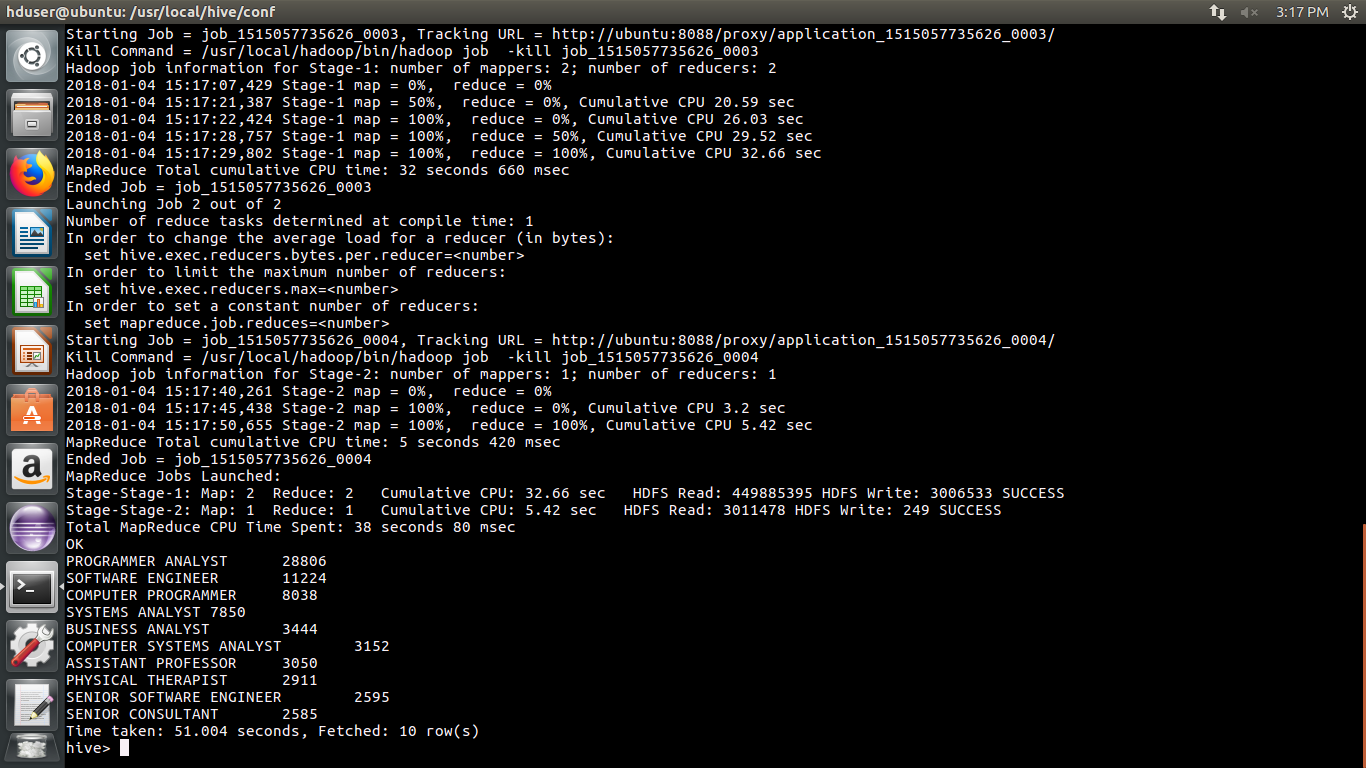 hduser@ubuntu: /usr/local/hive/conf
3:17 PM
Starting Job = job_1515057735626_0003, Tracking URL = http://ubuntu:8088/proxy/application_1515057735626_0003/
Kill Command = /usr/local/hadoop/bin/hadoop job  -kill job_1515057735626_0003
Hadoop job information for Stage-1: number of mappers: 2; number of reducers: 2
2018-01-04 15:17:07,429 Stage-1 map = 0%,  reduce = 0%
2018-01-04 15:17:21,387 Stage-1 map = 50%,  reduce = 0%, Cumulative CPU 20.59 sec
2018-01-04 15:17:22,424 Stage-1 map = 100%,  reduce = 0%, Cumulative CPU 26.03 sec
2018-01-04 15:17:28,757 Stage-1 map = 100%,  reduce = 50%, Cumulative CPU 29.52 sec
2018-01-04 15:17:29,802 Stage-1 map = 100%,  reduce = 100%, Cumulative CPU 32.66 sec
MapReduce Total cumulative CPU time: 32 seconds 660 msec
Ended Job = job_1515057735626_0003
Launching Job 2 out of 2
Number of reduce tasks determined at compile time: 1
In order to change the average load for a reducer (in bytes):
  set hive.exec.reducers.bytes.per.reducer=<number>
In order to limit the maximum number of reducers:
  set hive.exec.reducers.max=<number>
In order to set a constant number of reducers:
  set mapreduce.job.reduces=<number>
Starting Job = job_1515057735626_0004, Tracking URL = http://ubuntu:8088/proxy/application_1515057735626_0004/
Kill Command = /usr/local/hadoop/bin/hadoop job  -kill job_1515057735626_0004
Hadoop job information for Stage-2: number of mappers: 1; number of reducers: 1
2018-01-04 15:17:40,261 Stage-2 map = 0%,  reduce = 0%
2018-01-04 15:17:45,438 Stage-2 map = 100%,  reduce = 0%, Cumulative CPU 3.2 sec
2018-01-04 15:17:50,655 Stage-2 map = 100%,  reduce = 100%, Cumulative CPU 5.42 sec
MapReduce Total cumulative CPU time: 5 seconds 420 msec
Ended Job = job_1515057735626_0004
MapReduce Jobs Launched:
Stage-Stage-1: Map: 2  Reduce: 2   Cumulative CPU: 32.66 sec   HDFS Read: 449885395 HDFS Write: 3006533 SUCCESS
Stage-Stage-2: Map: 1  Reduce: 1   Cumulative CPU: 5.42 sec   HDFS Read: 3011478 HDFS Write: 249 SUCCESS
Total MapReduce CPU Time Spent: 38 seconds 80 msec
OK
PROGRAMMER ANALYST      28806
SOFTWARE ENGINEER       11224
COMPUTER PROGRAMMER     8038
SYSTEMS ANALYST 7850
BUSINESS ANALYST        3444
COMPUTER SYSTEMS ANALYST        3152
ASSISTANT PROFESSOR     3050
PHYSICAL THERAPIST      2911
SENIOR SOFTWARE ENGINEER        2595
SENIOR CONSULTANT       2585
Time taken: 51.004 seconds, Fetched: 10 row(s)
hive>